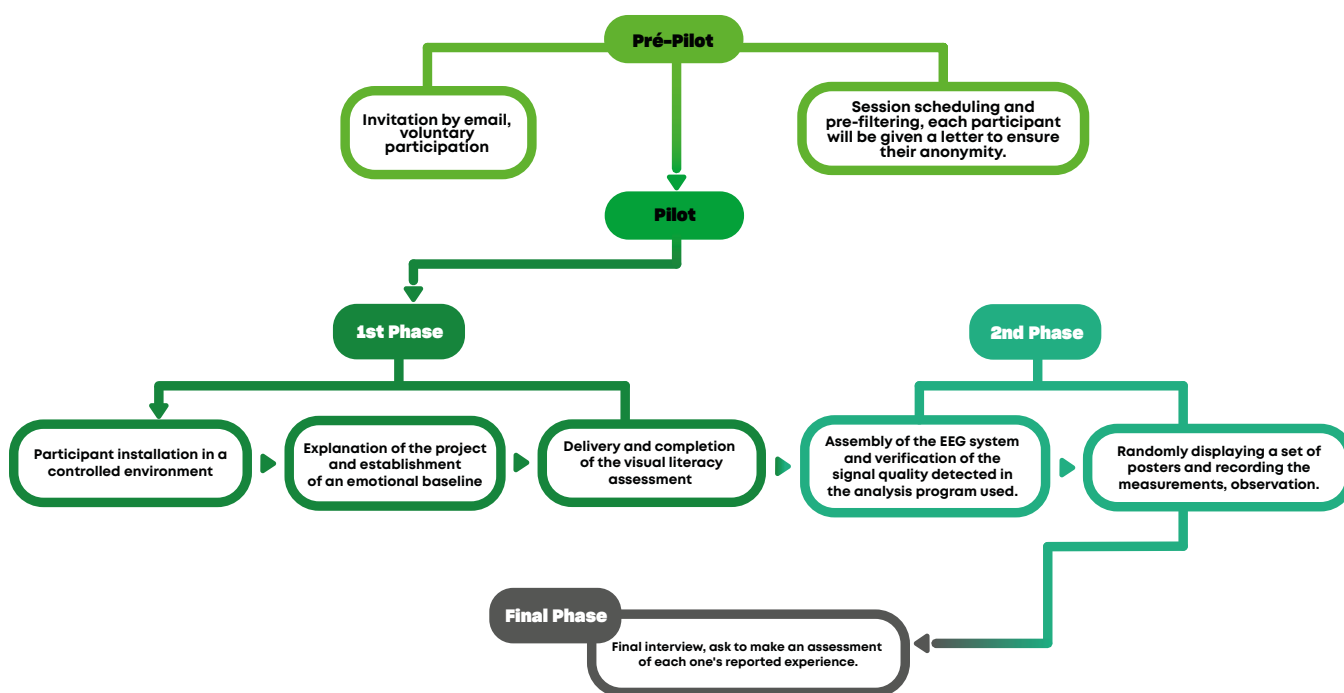 Pré-Pilot
Invitation by email,
voluntary
participation
Session scheduling and
pre-filtering, each participant
will be given a letter to ensure
their anonymity.
Pilot
1st Phase
2nd Phase
Participant installation in a
controlled environment
Explanation of the project
and establishment
of an emotional baseline
Delivery and completion
of the visual literacy
assessment
Assembly of the EEG system
and verification of the
signal quality detected in
the analysis program used.
Randomly displaying a set of
posters and recording the
measurements, observation.
Final Phase
Final interview, ask to make an assessment
of each one's reported experience.